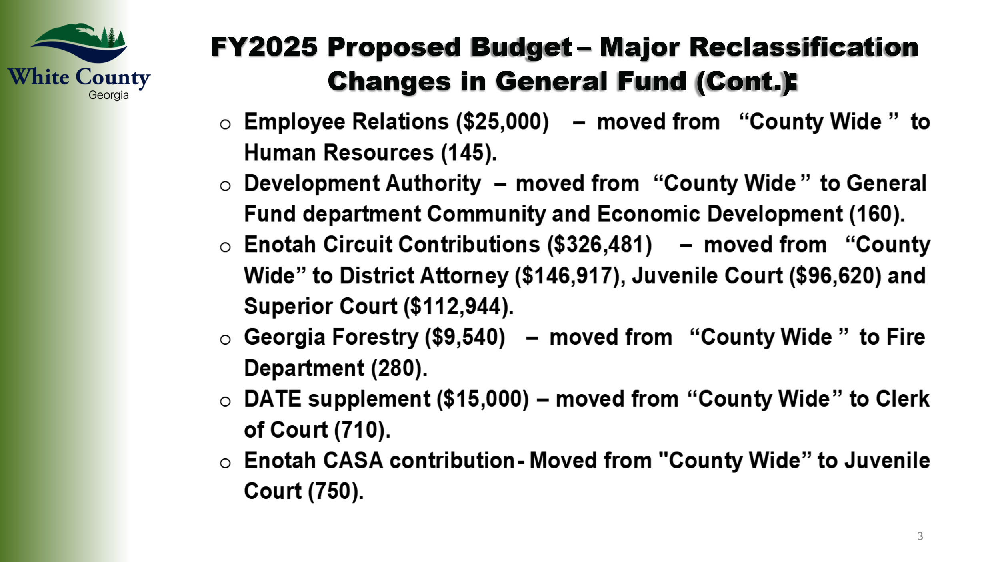 White County
Georgia
FY2025 Proposed Budget – Major Reclassification
Changes in General Fund (Cont.):
o Employee Relations ($25,000) – moved from “County Wide ” to
Human Resources (145).
o Development Authority – moved from “County Wide ” to General
Fund department Community and Economic Development (160).
o Enotah Circuit Contributions ($326,481) – moved from “County
Wide” to District Attorney ($146,917), Juvenile Court ($96,620) and
Superior Court ($112,944).
o Georgia Forestry ($9,540) – moved from “County Wide ” to Fire
Department (280).
o DATE supplement ($15,000) – moved from “County Wide” to Clerk
of Court (710).
o Enotah CASA contribution- Moved from "County Wide” to Juvenile
Court (750).
3